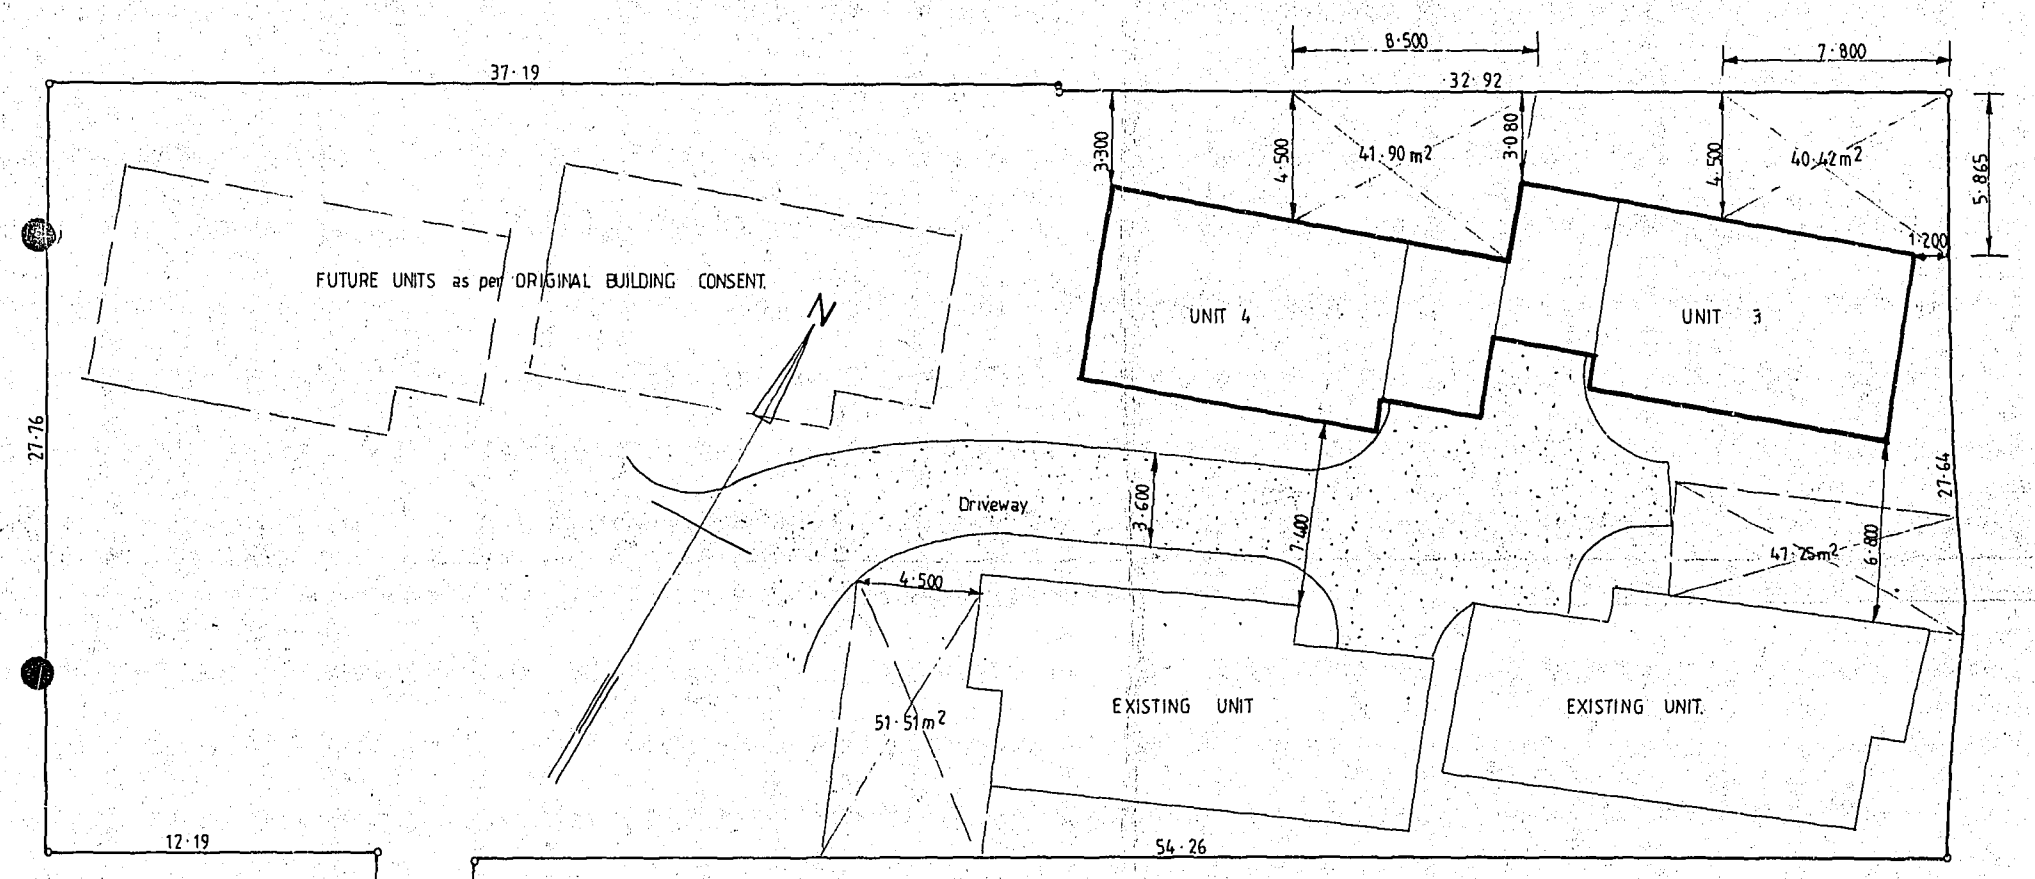 8·500
7·800
37·19
32·92
3·300
4·500
41·90 m²
3·080
4·500
40·42 m²
5·865
1·200
FUTURE UNITS as per ORIGINAL BUILDING CONSENT.
N
UNIT 4
UNIT 3
27·76
27·64
Driveway
3·600
7·400
47·25m²
6·800
4·500
51·51m²
EXISTING UNIT
EXISTING UNIT.
12·19
54·26